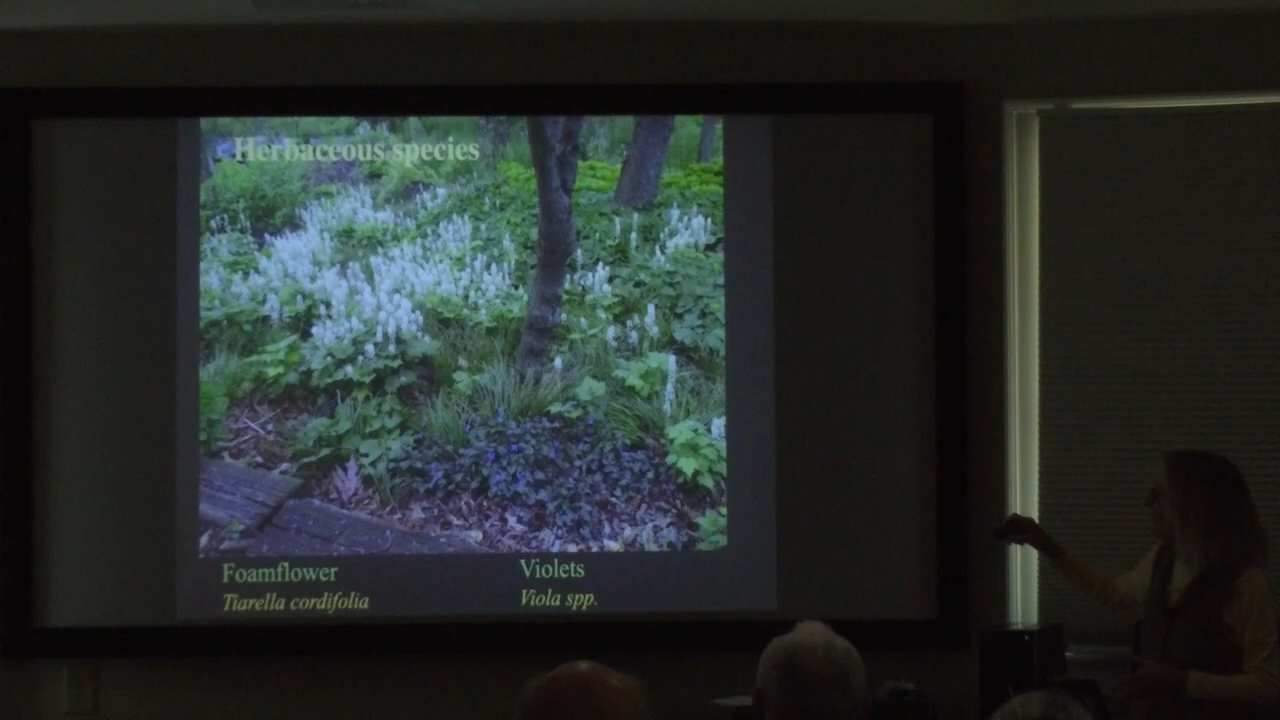 Herbaceous species
Foamflower
Tiarella cordifolia
Violets
Viola spp.